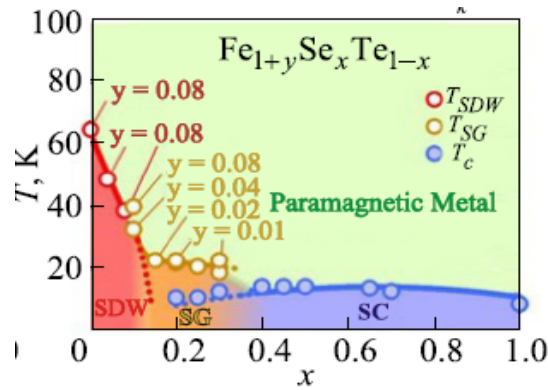 100
Fe1+ySexTe1−x
y = 0.08
80
TSDW
TSG
Tc
y = 0.08
60
y = 0.08
y = 0.04
y = 0.02
y = 0.01
Paramagnetic Metal
T, K
40
20
SDW
SG
SC
0
0.2
0.4
0.6
0.8
1.0
x